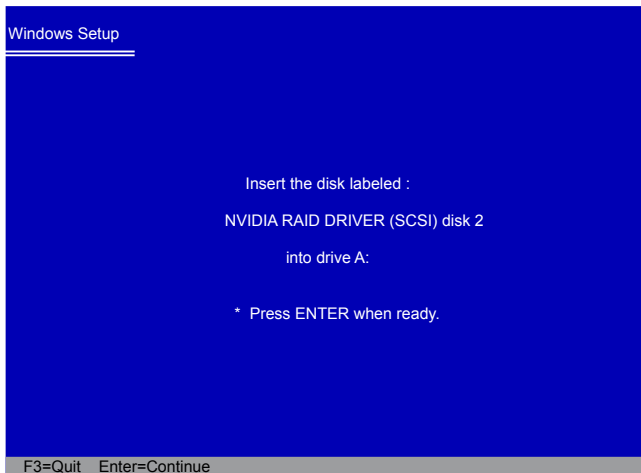 Windows Setup
Insert the disk labeled :
NVIDIA RAID DRIVER (SCSI) disk 2
into drive A:
* Press ENTER when ready.
F3=Quit Enter=Continue